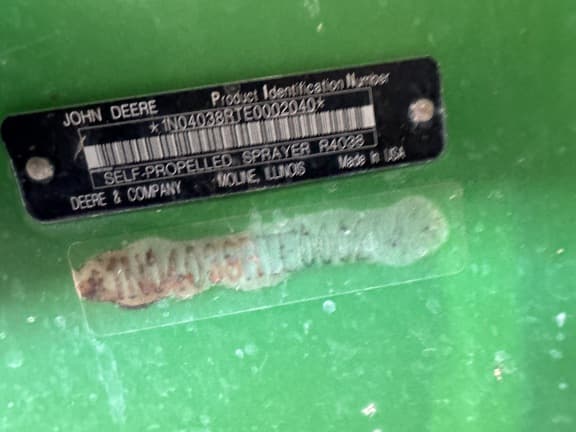 JOHN DEERE Product Identification Number
*1N04038RTE0002040*
SELF-PROPELLED SPRAYER R4038
DEERE & COMPANY MOLINE, ILLINOIS Made in USA